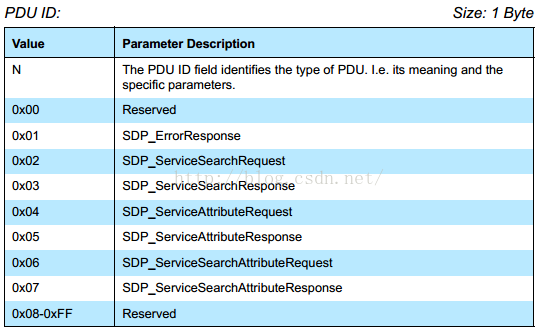 PDU ID: Size: 1 Byte
Value Parameter Description
N The PDU ID field identifies the type of PDU. I.e. its meaning and the
specific parameters.
0x00 Reserved
0x01 SDP_ErrorResponse
0x02 SDP_ServiceSearchRequest
http://blog.csdn.net/
0x03 SDP_ServiceSearchResponse
0x04 SDP_ServiceAttributeRequest
0x05 SDP_ServiceAttributeResponse
0x06 SDP_ServiceSearchAttributeRequest
0x07 SDP_ServiceSearchAttributeResponse
0x08-0xFF Reserved